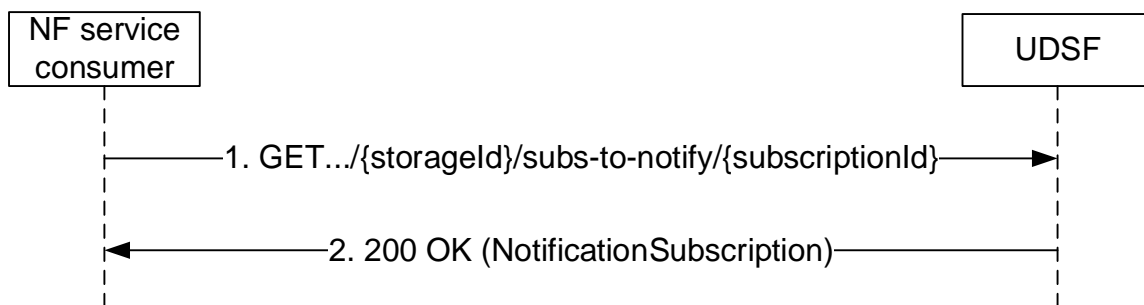 NF service
consumer
UDSF
1. GET.../{storageId}/subs-to-notify/{subscriptionId}
2. 200 OK (NotificationSubscription)